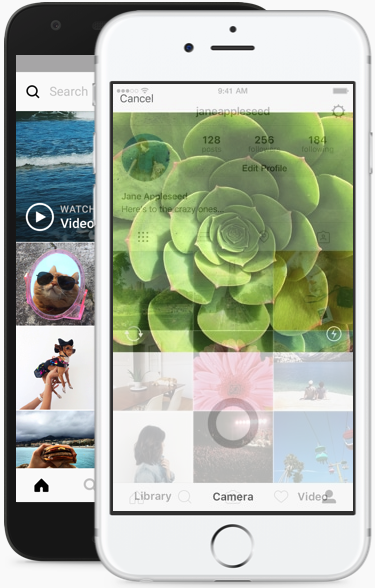 Search
WATCH
Video
9:41 AM
Cancel
janeappleseed
128
256
184
posts
followers
following
Edit Profile
Jane Appleseed
Here's to the crazy ones...
Library
Camera
Video